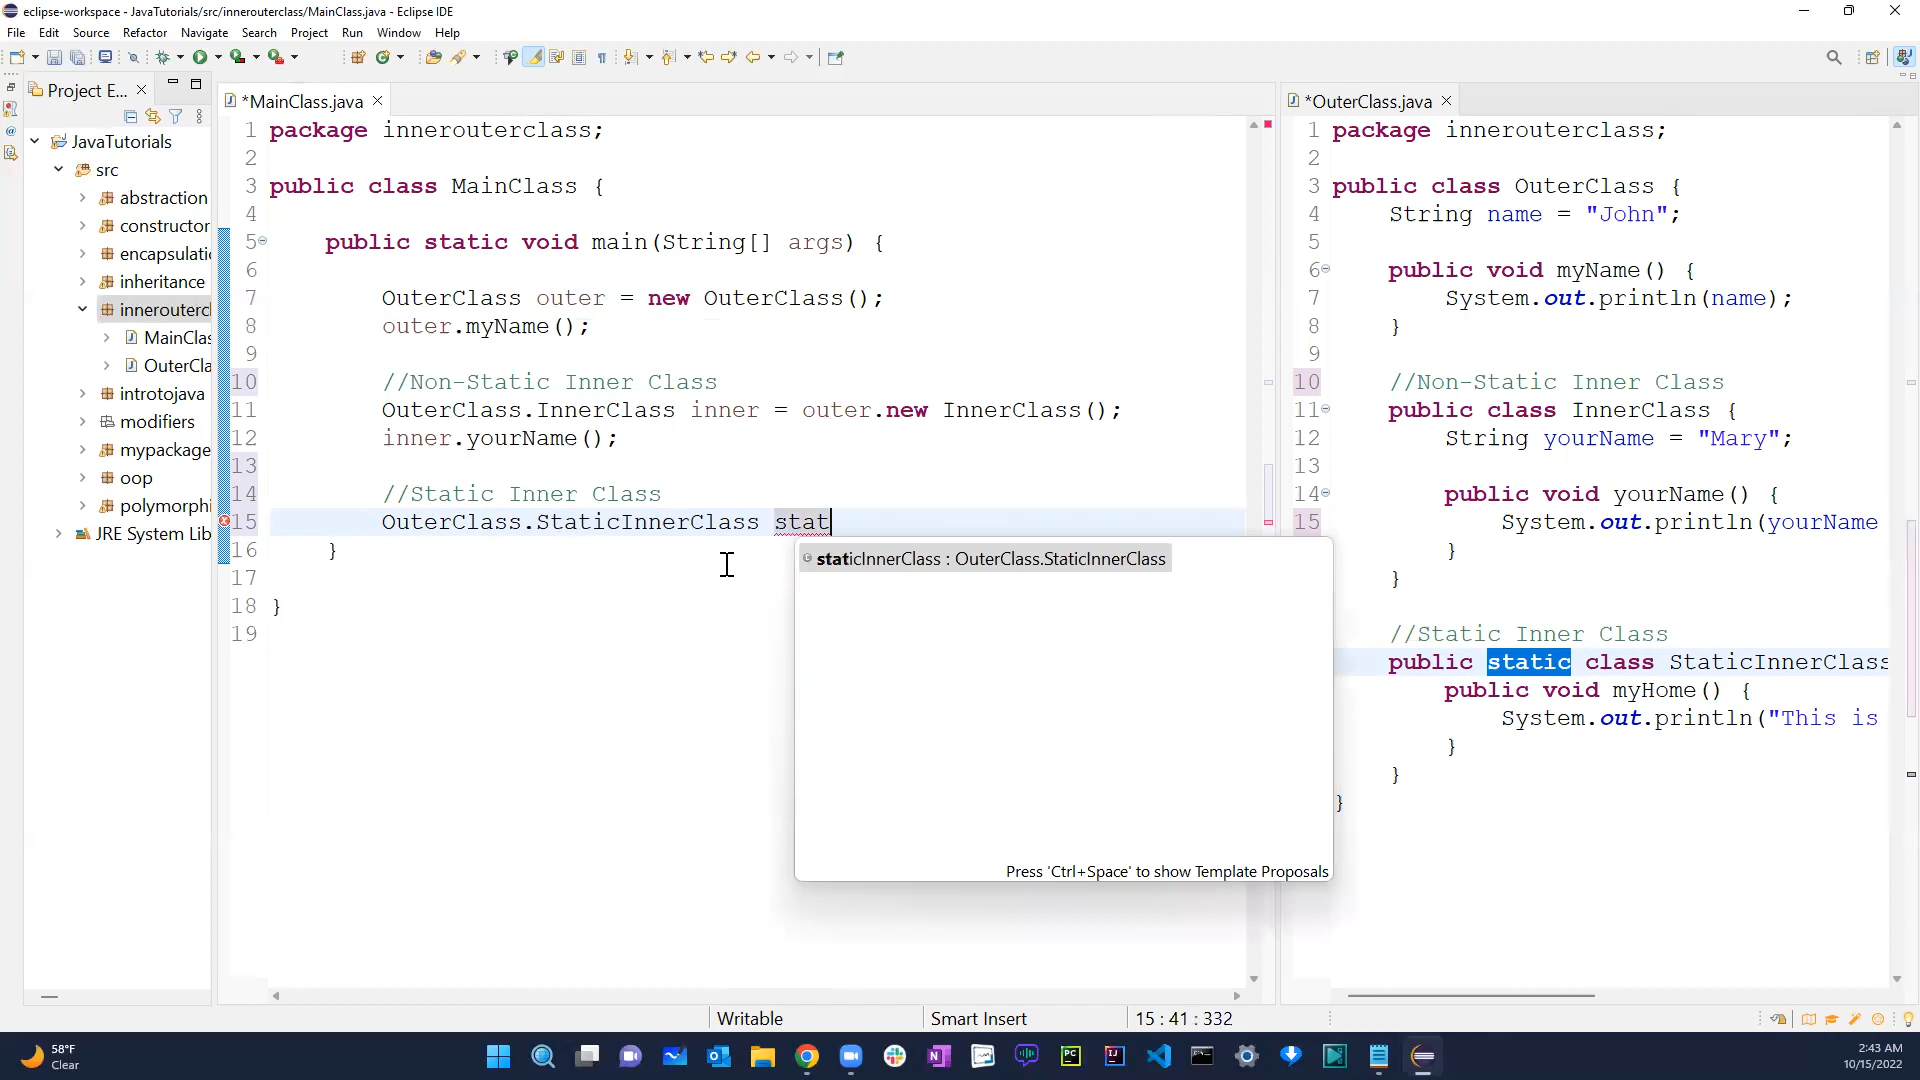 eclipse-workspace - JavaTutorials/src/innerouterclass/MainClass.java - Eclipse IDE
File Edit Source Refactor Navigate Search Project Run Window Help
Project E...
JavaTutorials
src
abstraction
constructor
encapsulati
inheritance
innerouterc
MainClas
OuterCla
introtojava
modifiers
mypackage
oop
polymorphi
JRE System Lib
*MainClass.java
1 package innerouterclass;
2
3 public class MainClass {
4
5 public static void main(String[] args) {
6
7 OuterClass outer = new OuterClass();
8 outer.myName();
9
10 //Non-Static Inner Class
11 OuterClass.InnerClass inner = outer.new InnerClass();
12 inner.yourName();
13
14 //Static Inner Class
15 OuterClass.StaticInnerClass stat
16 }
17
18 }
19
staticInnerClass : OuterClass.StaticInnerClass
Press 'Ctrl+Space' to show Template Proposals
*OuterClass.java
1 package innerouterclass;
2
3 public class OuterClass {
4 String name = "John";
5
6 public void myName() {
7 System.out.println(name);
8 }
9
10 //Non-Static Inner Class
11 public class InnerClass {
12 String yourName = "Mary";
13
14 public void yourName() {
15 System.out.println(yourName
}
}
//Static Inner Class
public static class StaticInnerClass
public void myHome() {
System.out.println("This is
}
}
}
Writable Smart Insert 15 : 41 : 332
58°F
Clear
2:43 AM
10/15/2022